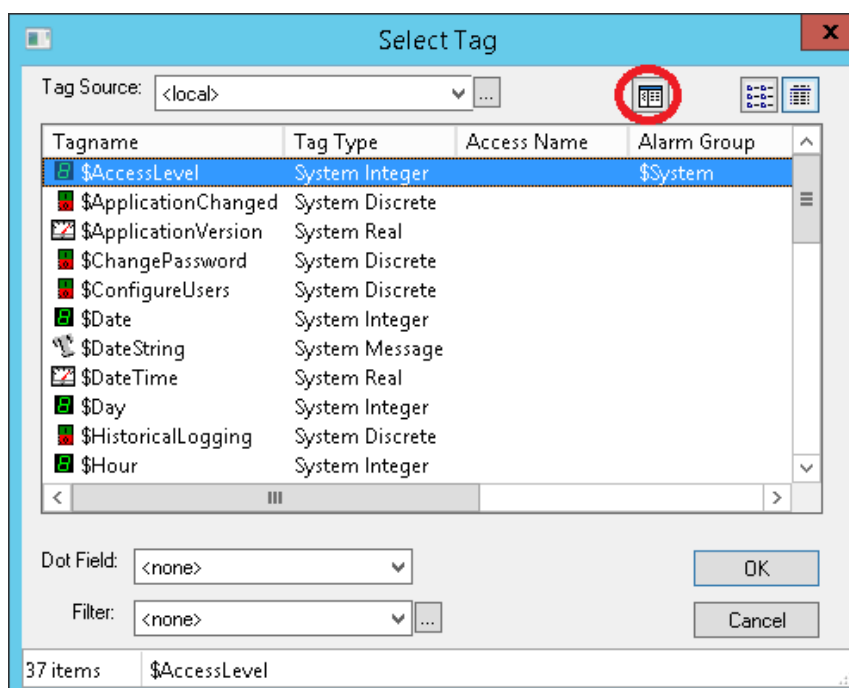 Select Tag
Tag Source: <local> ...
Tagname Tag Type Access Name Alarm Group
$AccessLevel System Integer $System
$ApplicationChanged System Discrete
$ApplicationVersion System Real
$ChangePassword System Discrete
$ConfigureUsers System Discrete
$Date System Integer
$DateString System Message
$DateTime System Real
$Day System Integer
$HistoricalLogging System Discrete
$Hour System Integer
Dot Field: <none> OK
Filter: <none> ... Cancel
37 items $AccessLevel